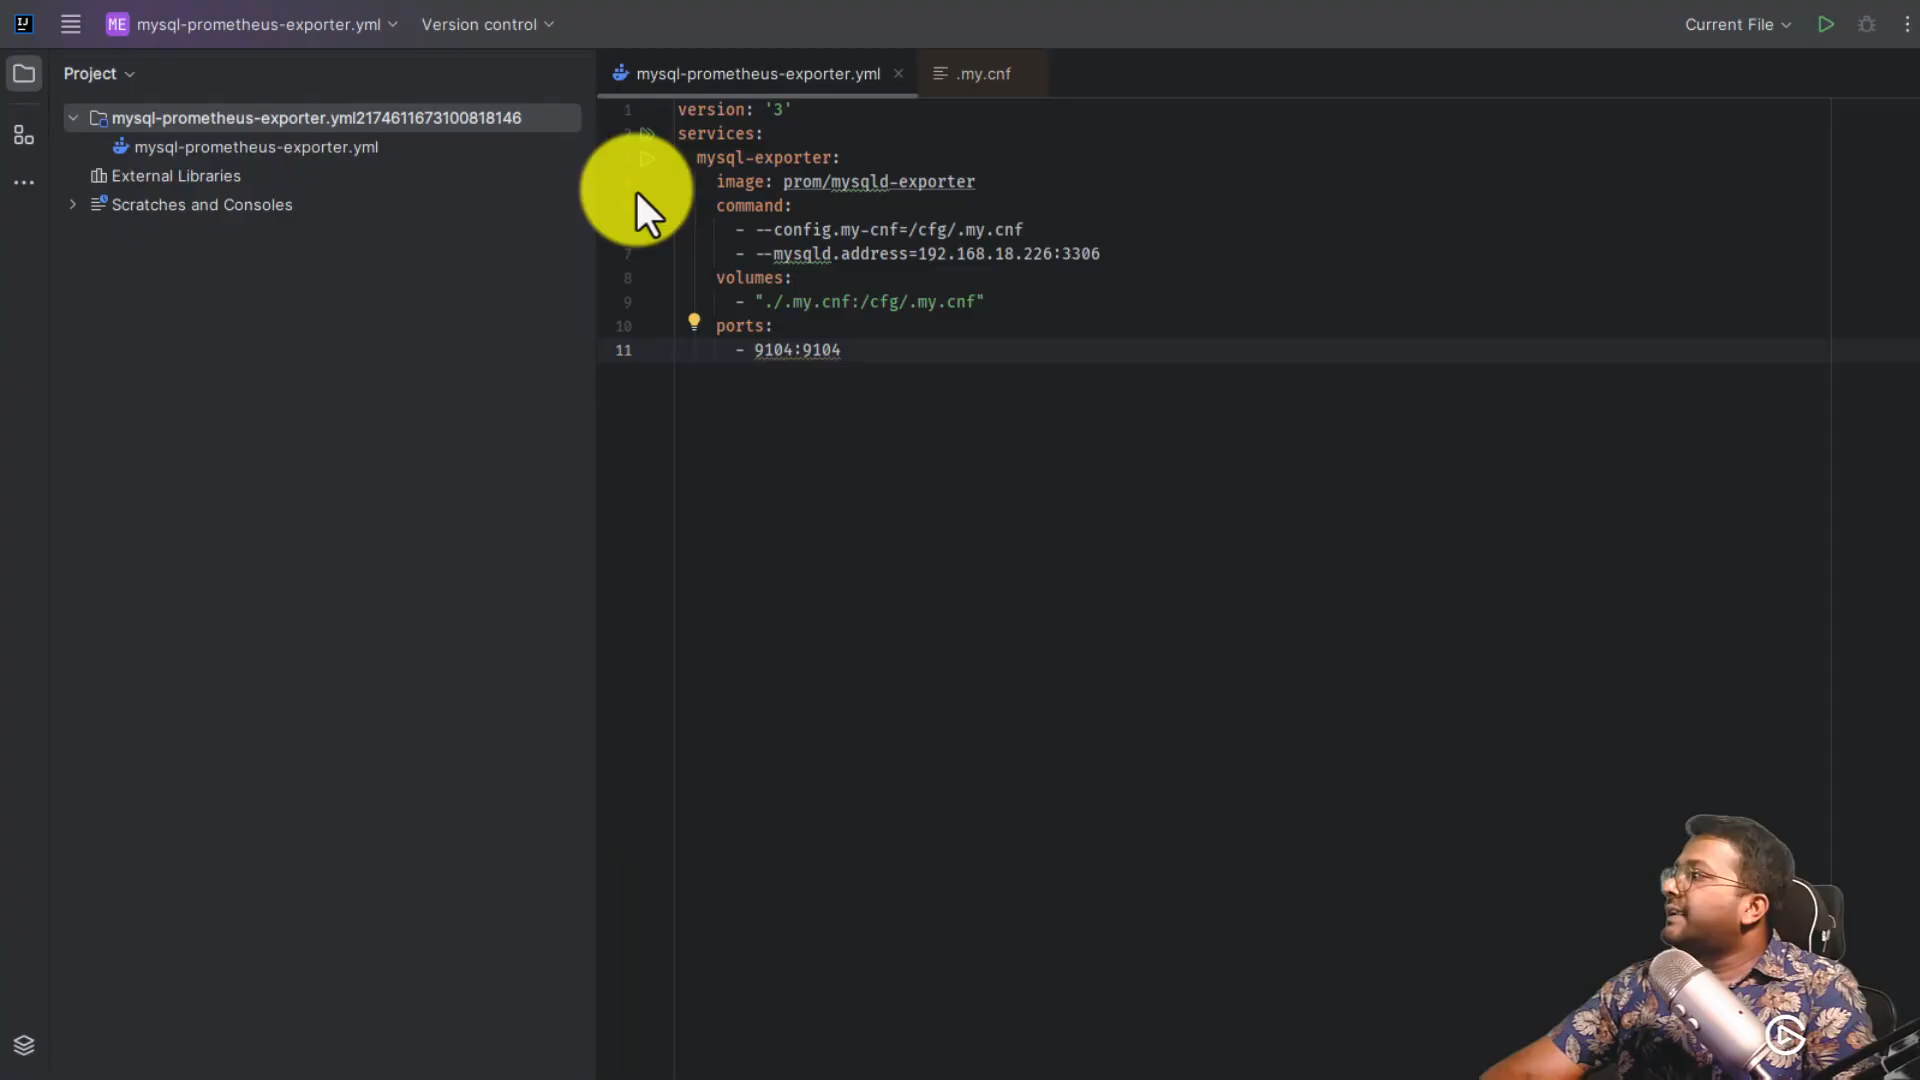 IJ
ME mysql-prometheus-exporter.yml
Version control
Current File
Project
mysql-prometheus-exporter.yml2174611673100818146
mysql-prometheus-exporter.yml
External Libraries
Scratches and Consoles
mysql-prometheus-exporter.yml
.my.cnf
1 version: '3'
services:
mysql-exporter:
image: prom/mysqld-exporter
command:
- --config.my-cnf=/cfg/.my.cnf
7 - --mysqld.address=192.168.18.226:3306
8 volumes:
9 - "./.my.cnf:/cfg/.my.cnf"
10 ports:
11 - 9104:9104